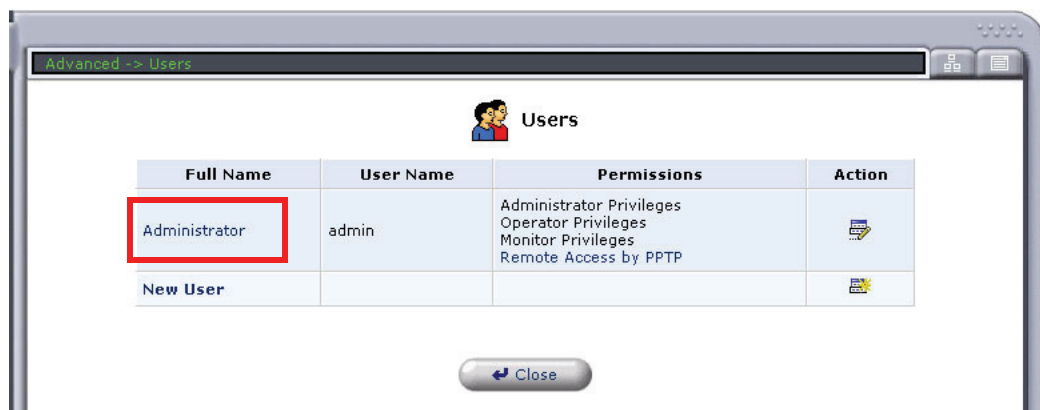 Advanced -> Users
Users
Full Name User Name Permissions Action
Administrator admin Administrator Privileges
Operator Privileges
Monitor Privileges
Remote Access by PPTP
New User
Close